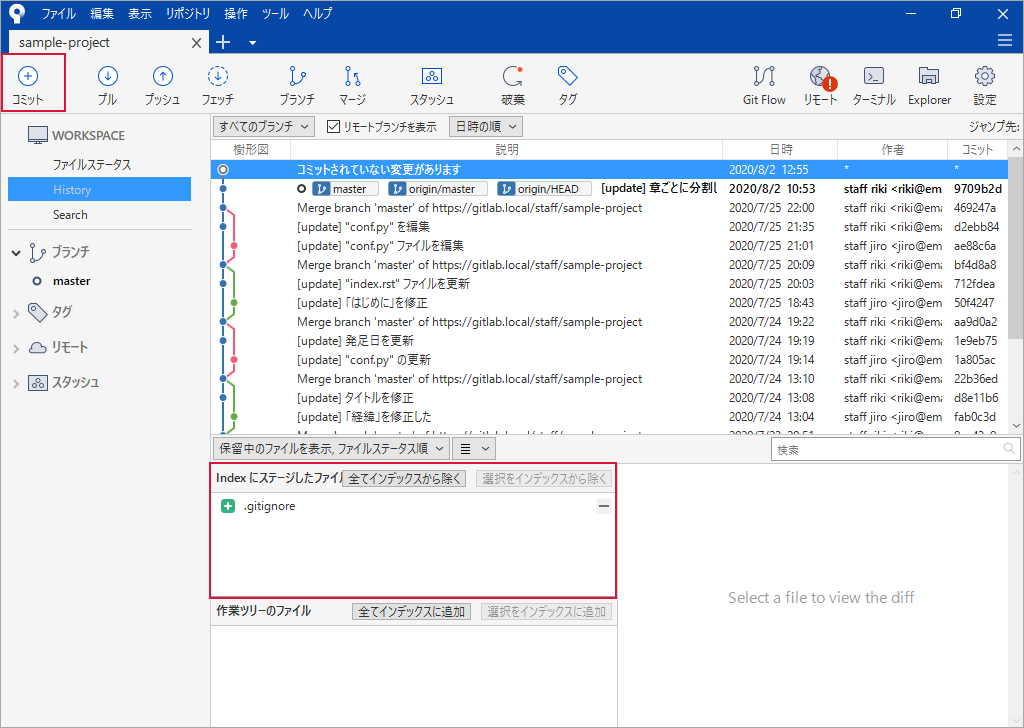 ファイル 編集 表示 リポジトリ 操作 ツール ヘルプ
sample-project
コミット プル プッシュ フェッチ ブランチ マージ スタッシュ 破棄 タグ Git Flow リモート ターミナル Explorer 設定
WORKSPACE
ファイルステータス
History
Search
ブランチ
master
タグ
リモート
スタッシュ
すべてのブランチ リモートブランチを表示 日時の順 ジャンプ先:
樹形図 説明 日時 作者 コミット
コミットされていない変更があります 2020/8/2 12:55 * *
master origin/master origin/HEAD [update] 章ごとに分割し 2020/8/2 10:53 staff riki <riki@em 9709b2d
Merge branch 'master' of https://gitlab.local/staff/sample-project 2020/7/25 22:00 staff riki <riki@ema 469247a
[update] "conf.py" を編集 2020/7/25 21:35 staff riki <riki@ema d2ebb84
[update] "conf.py" ファイルを編集 2020/7/25 21:01 staff jiro <jiro@em ae88c6a
Merge branch 'master' of https://gitlab.local/staff/sample-project 2020/7/25 20:09 staff riki <riki@ema bf4d8a8
[update] "index.rst" ファイルを更新 2020/7/25 20:03 staff riki <riki@ema 712fdea
[update] 「はじめに」を修正 2020/7/25 18:43 staff jiro <jiro@em 50f4247
Merge branch 'master' of https://gitlab.local/staff/sample-project 2020/7/24 19:22 staff riki <riki@ema aa9d0a2
[update] 発足日を更新 2020/7/24 19:19 staff riki <riki@ema 1e9eb75
[update] "conf.py" の更新 2020/7/24 19:14 staff jiro <jiro@em 1a805ac
Merge branch 'master' of https://gitlab.local/staff/sample-project 2020/7/24 13:10 staff riki <riki@ema 22b36ed
[update] タイトルを修正 2020/7/24 13:08 staff riki <riki@ema d8e11b6
[update] 「経緯」を修正した 2020/7/24 13:04 staff jiro <jiro@em fab0c3d
保留中のファイルを表示, ファイルステータス順 検索
Index にステージしたファイル 全てインデックスから除く 選択をインデックスから除く
.gitignore
Select a file to view the diff
作業ツリーのファイル 全てインデックスに追加 選択をインデックスに追加